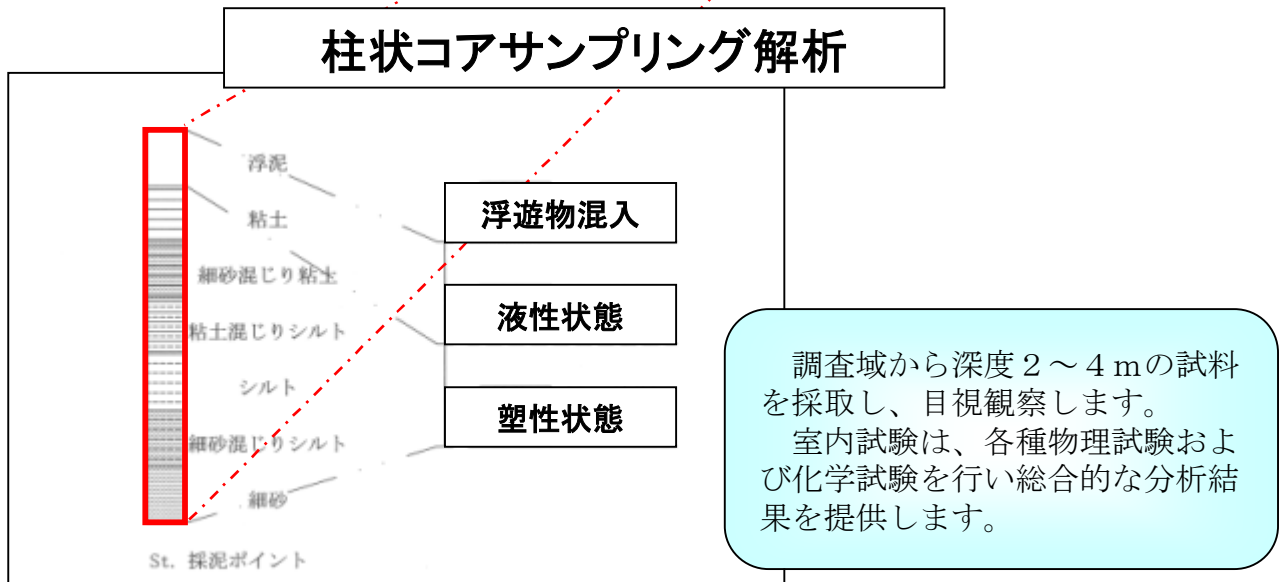 柱状コアサンプリング解析
浮泥
粘土
細砂混じり粘土
粘土混じりシルト
シルト
細砂混じりシルト
細砂
St. 採泥ポイント
浮遊物混入
液性状態
塑性状態
調査域から深度２～４ｍの試料
を採取し、目視観察します。
室内試験は、各種物理試験およ
び化学試験を行い総合的な分析結
果を提供します。